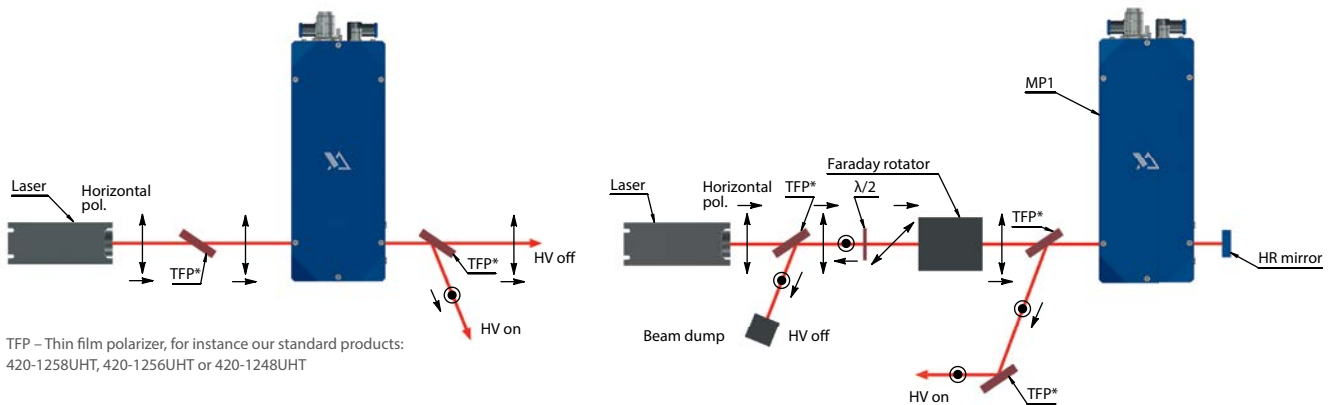 Laser
Horizontal
pol.
TFP*
TFP*
HV off
HV on
TFP – Thin film polarizer, for instance our standard products:
420-1258UHT, 420-1256UHT or 420-1248UHT
Laser
Horizontal
pol.
TFP*
λ/2
Faraday rotator
TFP*
MP1
HR mirror
Beam dump
HV off
HV on
TFP*